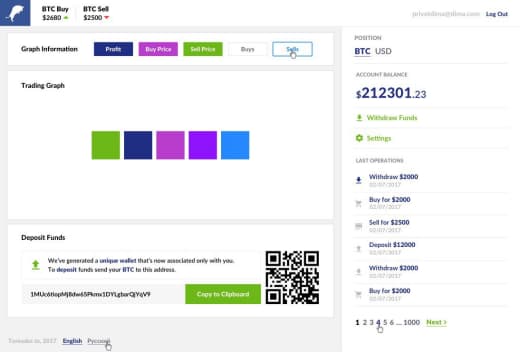 BTC Buy
$2680
BTC Sell
$2500
privetdima@dima.com
Log Out
Graph Information
Profit
Buy Price
Sell Price
Buys
Sells
Trading Graph
Deposit Funds
We've generated a unique wallet that's now associated only with you.
To deposit funds send your BTC to this address.
Copy to Clipboard
English
Русский
POSITION
BTC USD
ACCOUNT BALANCE
$212301.23
Withdraw Funds
Settings
LAST OPERATIONS
Withdraw $2000
02/07/2017
Buy for $2000
02/07/2017
Sell for $2500
02/07/2017
Deposit $12000
02/07/2017
Withdraw $2000
02/07/2017
Buy for $2000
02/07/2017
1 2 3 4 5 6 ... 1000 Next >